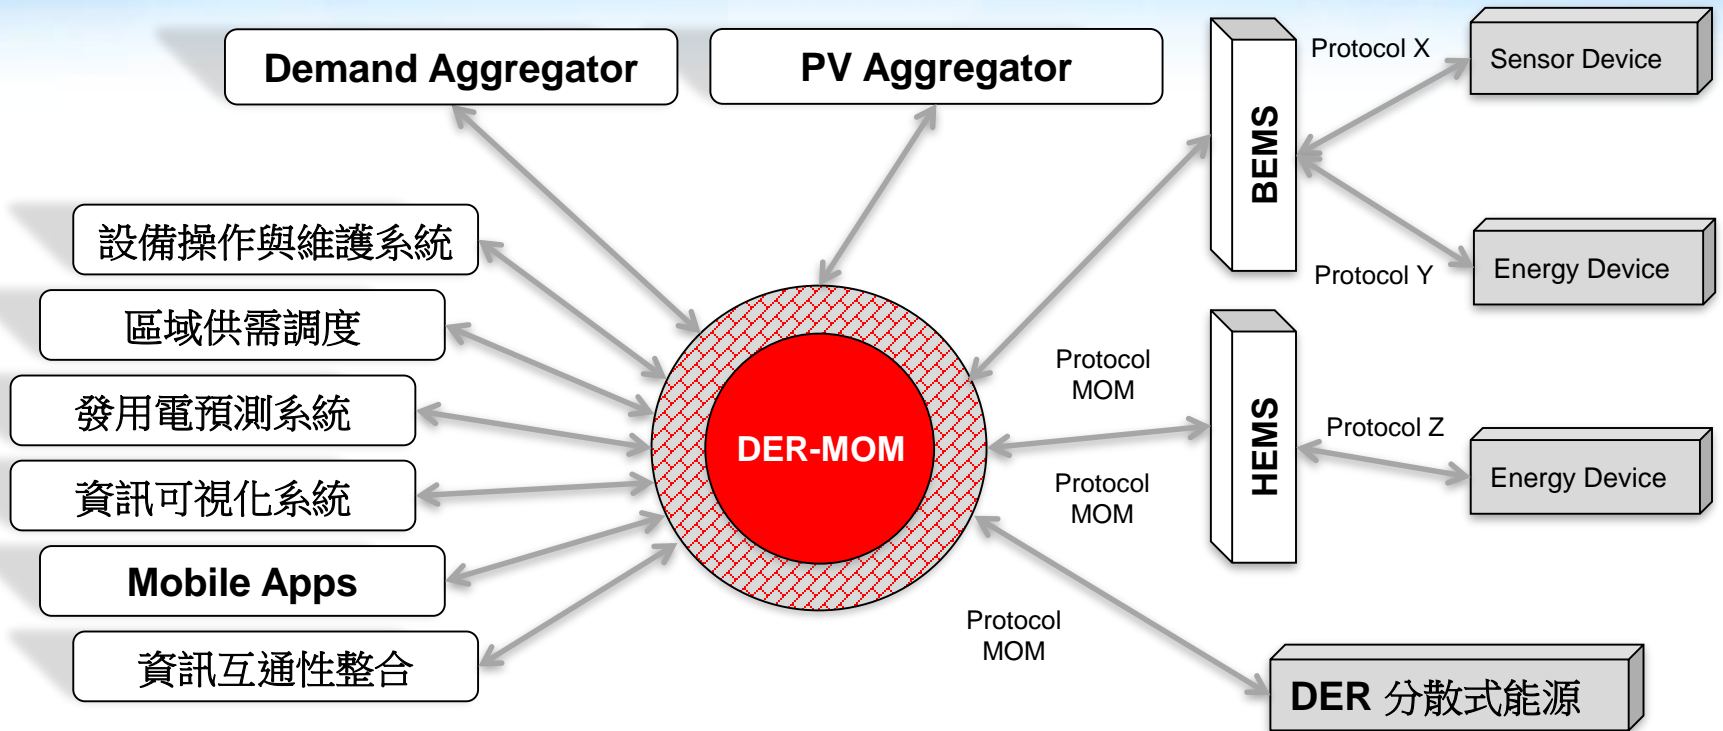 Demand Aggregator
PV Aggregator
BEMS
Protocol X
Sensor Device
Protocol Y
Energy Device
設備操作與維護系統
區域供需調度
發用電預測系統
資訊可視化系統
Mobile Apps
資訊互通性整合
DER-MOM
Protocol
MOM
Protocol
MOM
Protocol
MOM
HEMS
Protocol Z
Energy Device
DER 分散式能源